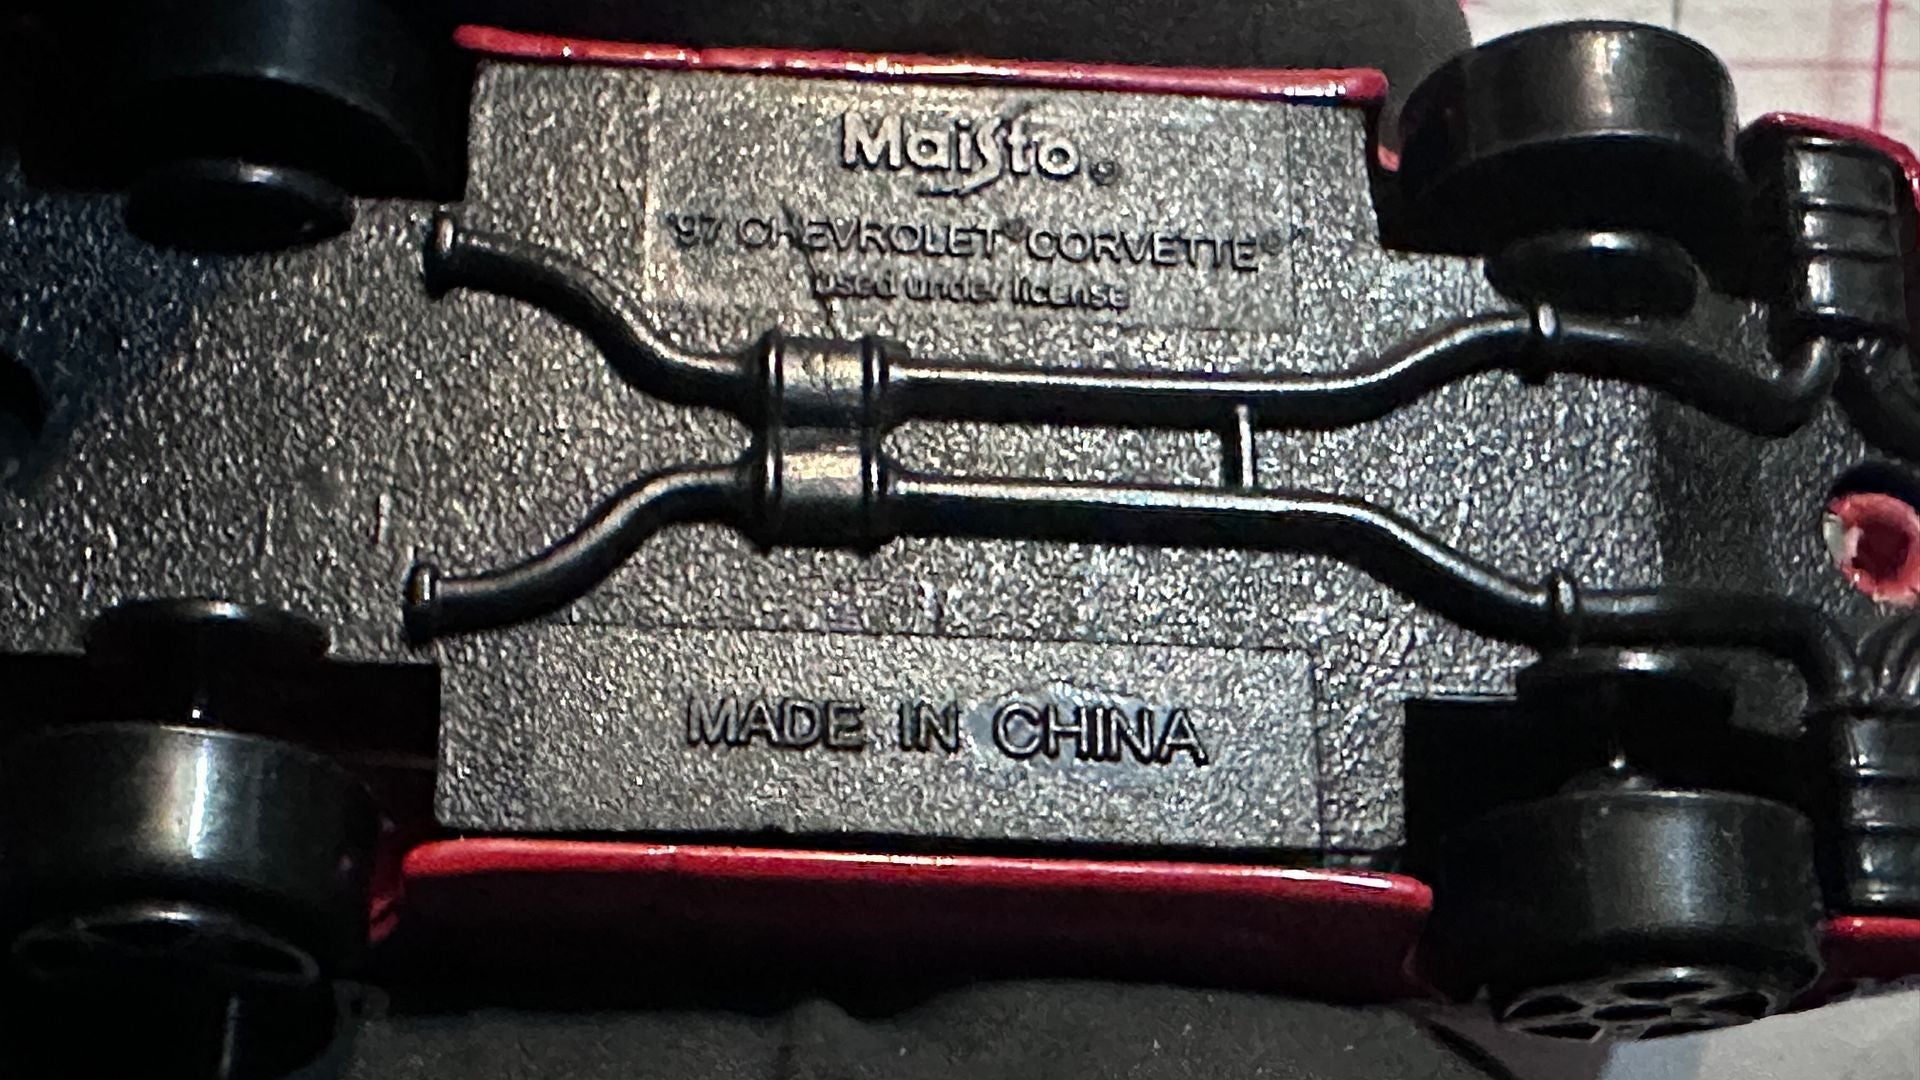 Maisto®
'97 CHEVROLET® CORVETTE®
used under license
MADE IN CHINA